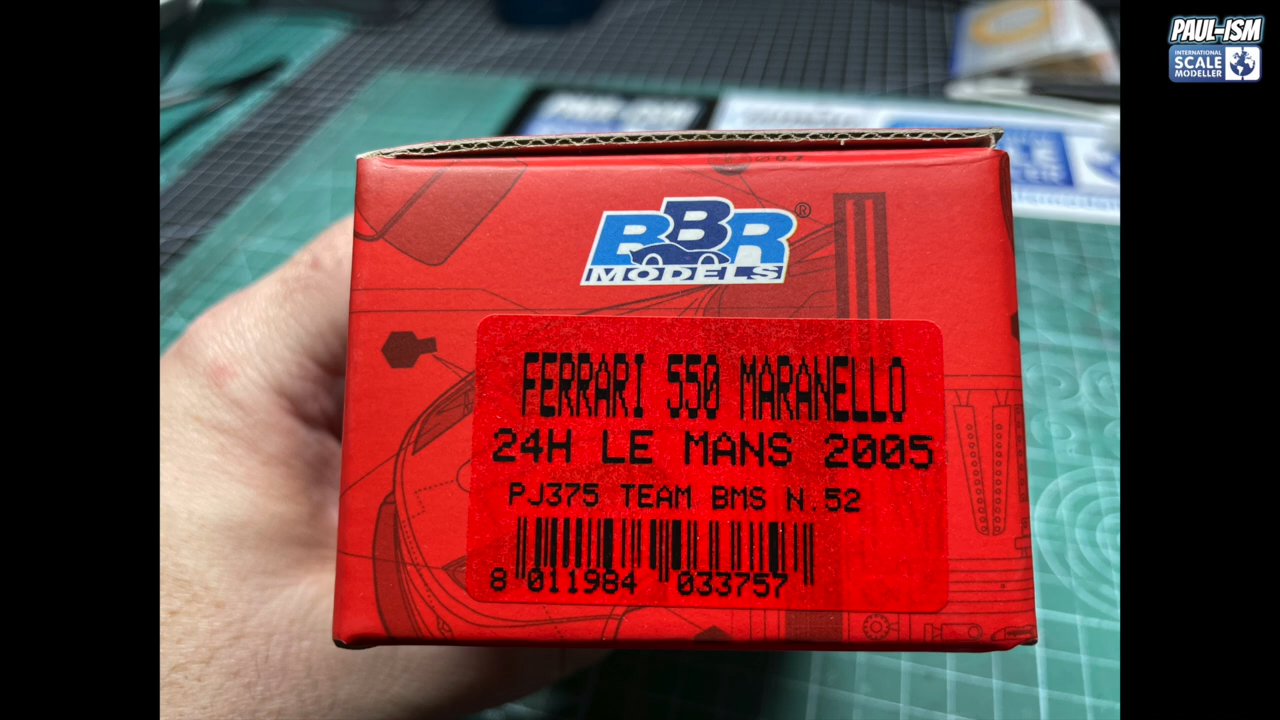 PAUL-ISM
INTERNATIONAL
SCALE
MODELLER
BBR®
MODELS
FERRARI 550 MARANELLO
24H LE MANS 2005
PJ375 TEAM BMS N.52
8 011984 033757